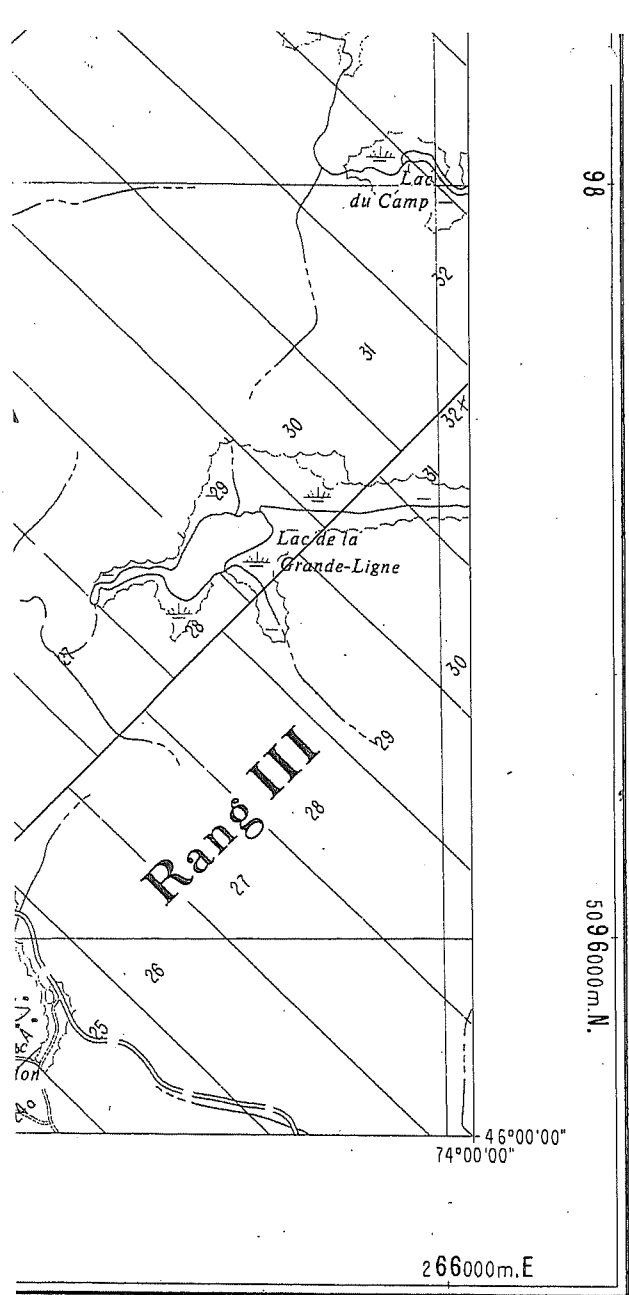 Lac
du Camp
98
32
31
32
30
31
29
Lac de la
Grande-Ligne
28
27
30
29
Rang III
28
27
26
25
5096000m.N.
46°00'00"
74°00'00"
266000m.E